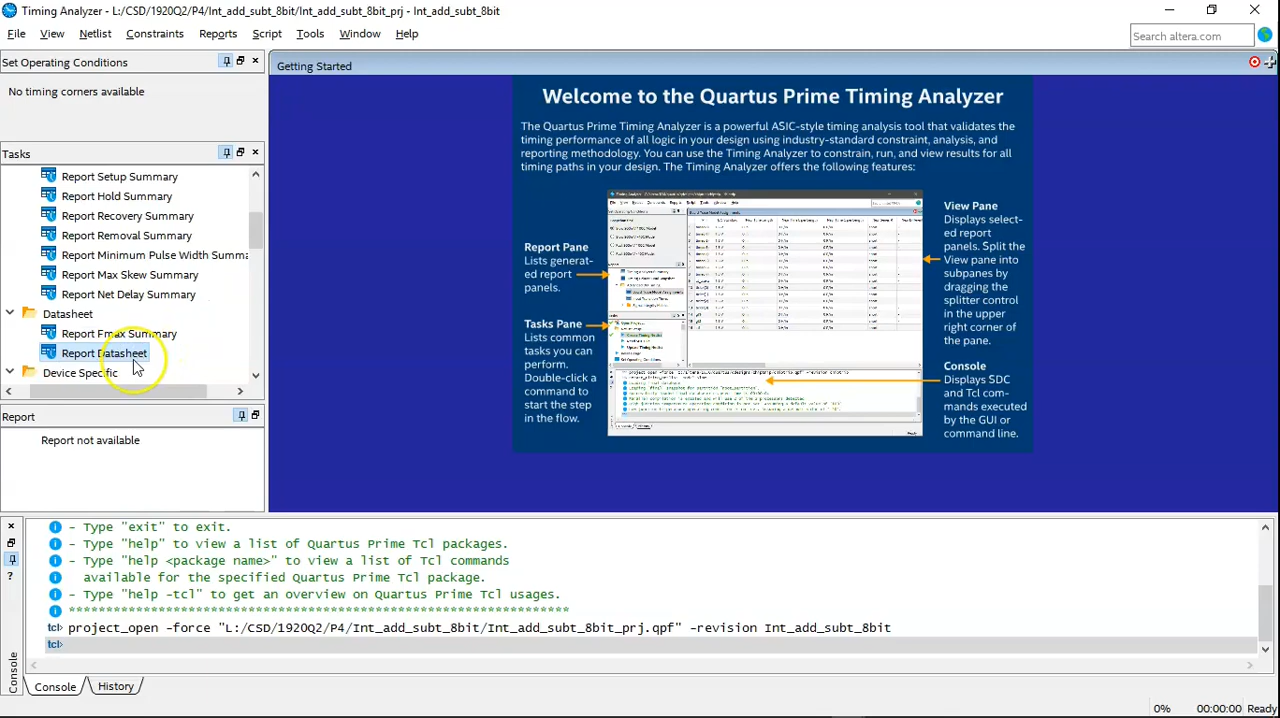 Timing Analyzer - L:/CSD/1920Q2/P4/Int_add_subt_8bit/Int_add_subt_8bit_prj - Int_add_subt_8bit
File View Netlist Constraints Reports Script Tools Window Help
Search altera.com
Set Operating Conditions
No timing corners available
Tasks
Report Setup Summary
Report Hold Summary
Report Recovery Summary
Report Removal Summary
Report Minimum Pulse Width Summa
Report Max Skew Summary
Report Net Delay Summary
Datasheet
Report Fmax Summary
Report Datasheet
Device Specific
Report
Report not available
Getting Started
Welcome to the Quartus Prime Timing Analyzer
The Quartus Prime Timing Analyzer is a powerful ASIC-style timing analysis tool that validates the
timing performance of all logic in your design using industry-standard constraint, analysis, and
reporting methodology. You can use the Timing Analyzer to constrain, run, and view results for all
timing paths in your design. The Timing Analyzer offers the following features:
Report Pane
Lists generat-
ed report
panels.
Tasks Pane
Lists common
tasks you can
perform.
Double-click a
command to
start the step
in the flow.
View Pane
Displays select-
ed report
panels. Split the
View pane into
subpanes by
dragging the
splitter control
in the upper
right corner of
the pane.
Console
Displays SDC
and Tcl com-
mands executed
by the GUI or
command line.
- Type "exit" to exit.
- Type "help" to view a list of Quartus Prime Tcl packages.
- Type "help <package name>" to view a list of Tcl commands
available for the specified Quartus Prime Tcl package.
- Type "help -tcl" to get an overview on Quartus Prime Tcl usages.
*****************************************************************
tcl> project_open -force "L:/CSD/1920Q2/P4/Int_add_subt_8bit/Int_add_subt_8bit_prj.qpf" -revision Int_add_subt_8bit
tcl>
Console
Console History
0% 00:00:00 Ready